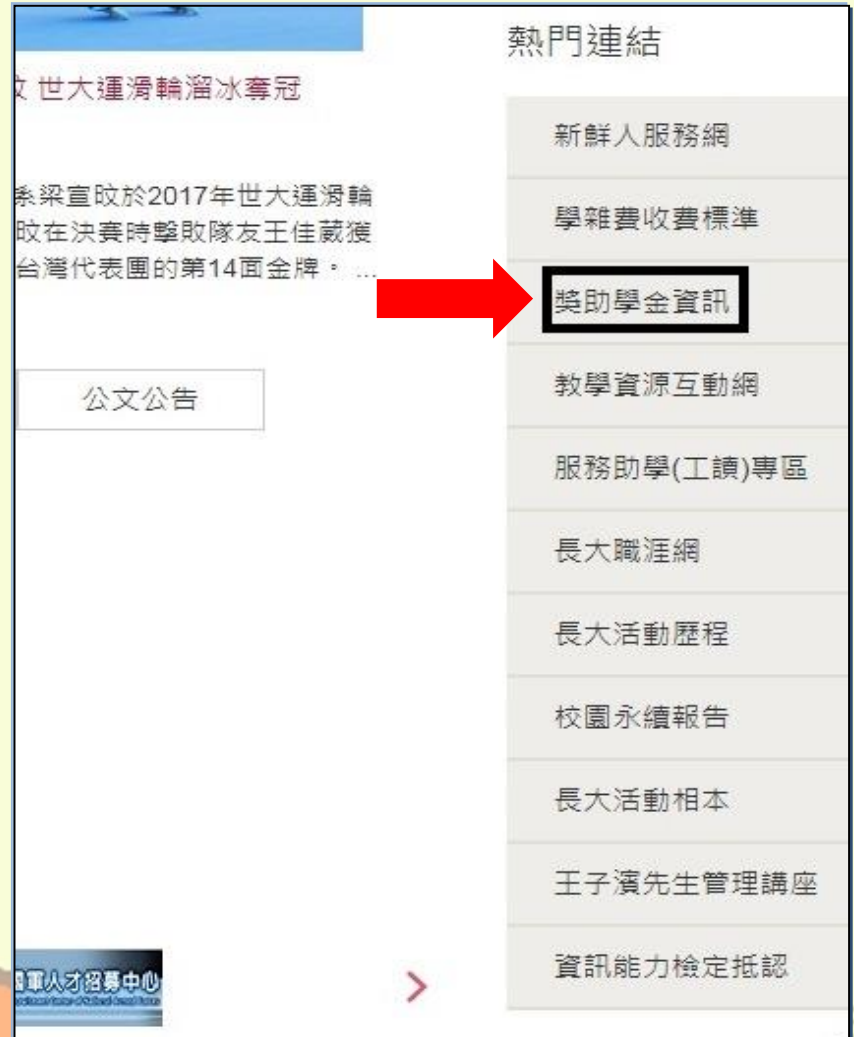 世大運滑輪溜冰奪冠
系梁宣旼於2017年世大運滑輪
旼在決賽時擊敗隊友王佳葳獲
台灣代表團的第14面金牌。 ...
公文公告
軍人才招募中心
熱門連結
新鮮人服務網
學雜費收費標準
獎助學金資訊
教學資源互動網
服務助學(工讀)專區
長大職涯網
長大活動歷程
校園永續報告
長大活動相本
王子濱先生管理講座
資訊能力檢定抵認